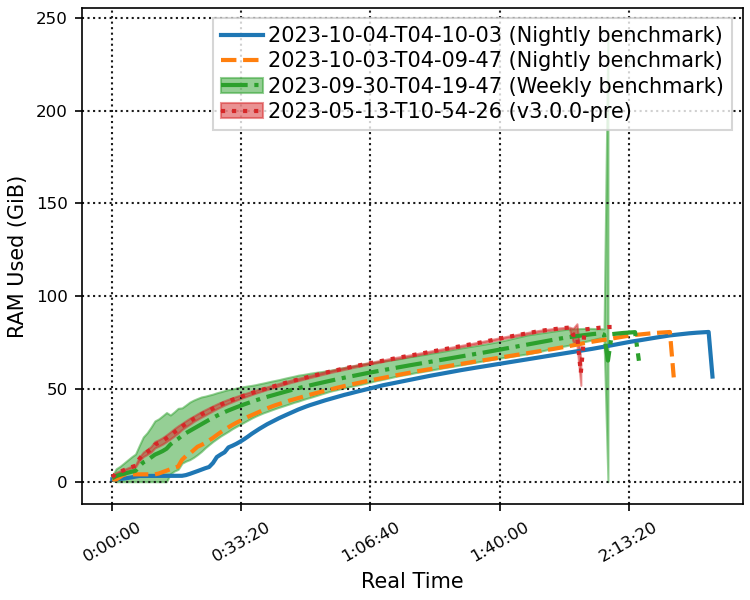 250
200
150
100
50
0
RAM Used (GiB)
2023-10-04-T04-10-03 (Nightly benchmark)
2023-10-03-T04-09-47 (Nightly benchmark)
2023-09-30-T04-19-47 (Weekly benchmark)
2023-05-13-T10-54-26 (v3.0.0-pre)
0:00:00
0:33:20
1:06:40
1:40:00
2:13:20
Real Time